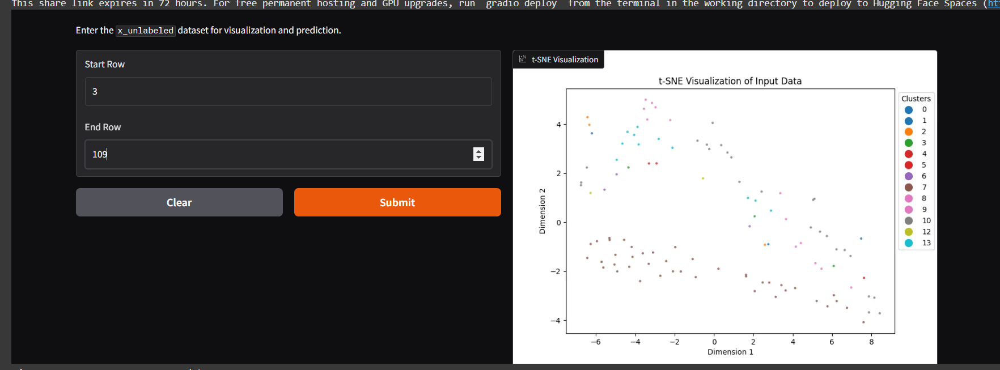 This share link expires in 72 hours. For free permanent hosting and GPU upgrades, run `gradio deploy` from the terminal in the working directory to deploy to Hugging Face Spaces (
Enter the x_unlabeled dataset for visualization and prediction.
Start Row
3
End Row
109
Clear
Submit
t-SNE Visualization
t-SNE Visualization of Input Data
Dimension 2
4
2
0
−2
−4
−6
−4
−2
0
2
4
6
8
Dimension 1
Clusters
0
1
2
3
4
5
6
7
8
9
10
12
13